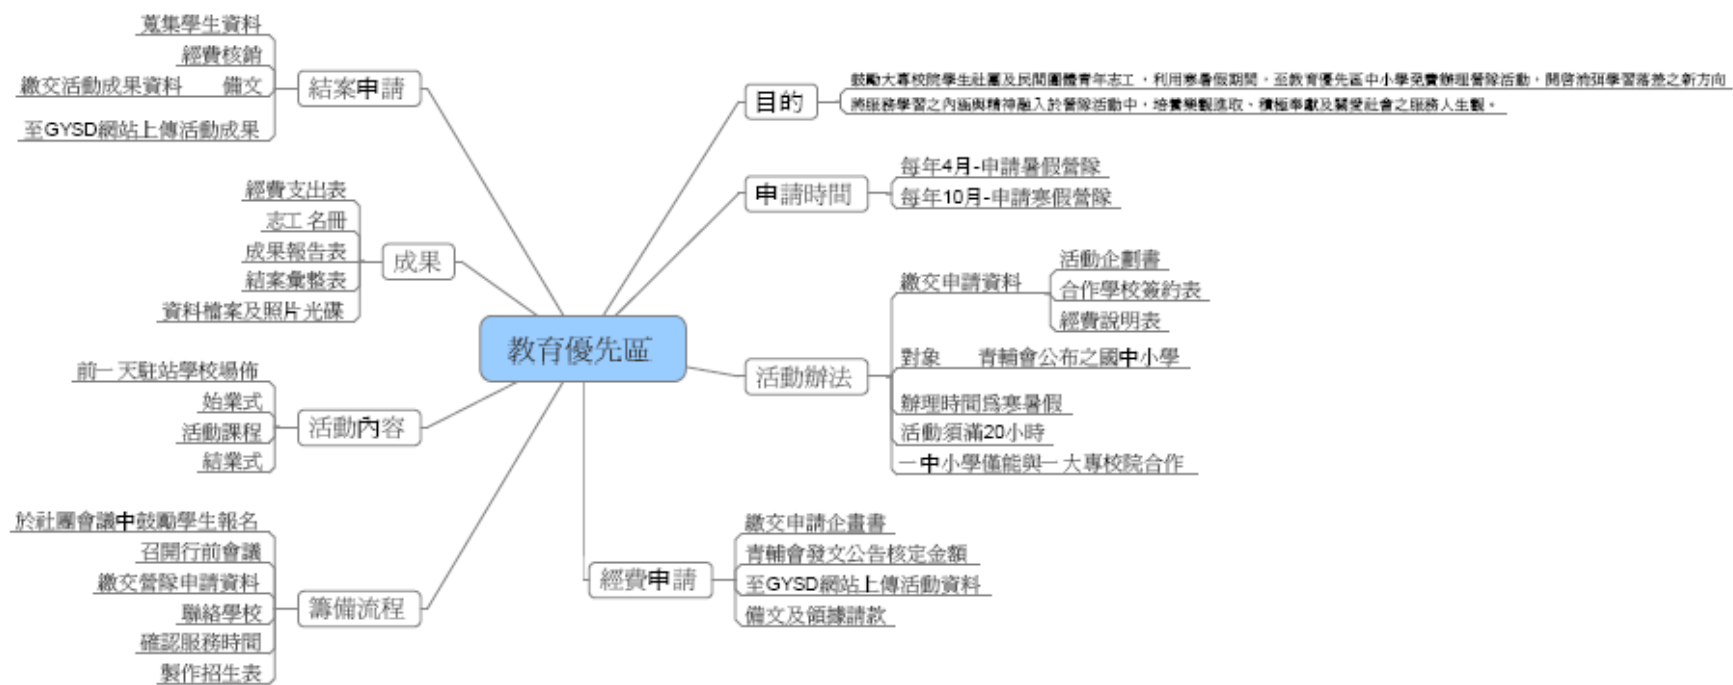 教育優先區
目的
鼓勵大專校院學生社團及民間團體青年志工，利用寒暑假期間，至教育優先區中小學免費辦理營隊活動，開啓消弭學習落差之新方向
將服務學習之內涵與精神融入於營隊活動中，培養樂觀進取、積極奉獻及關愛社會之服務人生觀。
申請時間
每年4月-申請暑假營隊
每年10月-申請寒假營隊
活動辦法
繳交申請資料
活動企劃書
合作學校簽約表
經費說明表
對象
青輔會公布之國中小學
辦理時間爲寒暑假
活動須滿20小時
一中小學僅能與一大專校院合作
經費申請
繳交申請企畫書
青輔會發文公告核定金額
至GYSD網站上傳活動資料
備文及領據請款
結案申請
蒐集學生資料
經費核銷
繳交活動成果資料 備文
至GYSD網站上傳活動成果
成果
經費支出表
志工名冊
成果報告表
結案彙整表
資料檔案及照片光碟
活動內容
前一天駐站學校場佈
始業式
活動課程
結業式
籌備流程
於社團會議中鼓勵學生報名
召開行前會議
繳交營隊申請資料
聯絡學校
確認服務時間
製作招生表